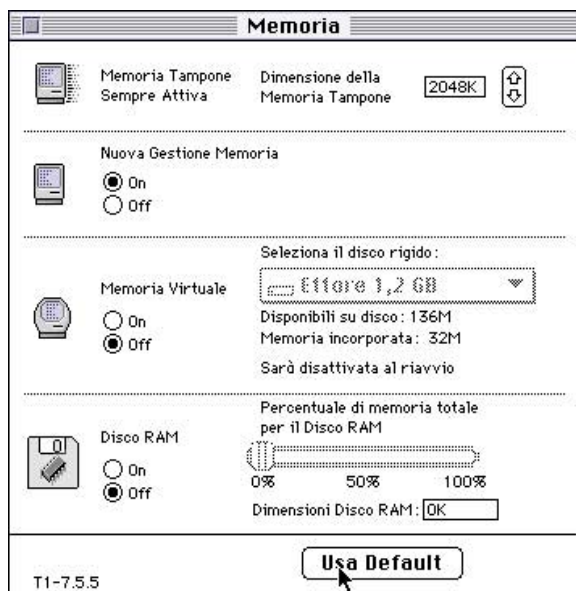 Memoria
Memoria Tampone
Sempre Attiva
Dimensione della
Memoria Tampone
2048K
Nuova Gestione Memoria
On
Off
Seleziona il disco rigido:
Ettore 1,2 GB
Memoria Virtuale
On
Off
Disponibili su disco: 136M
Memoria incorporata: 32M
Sarà disattivata al riavvio
Percentuale di memoria totale
per il Disco RAM
Disco RAM
On
Off
0% 50% 100%
Dimensioni Disco RAM: 0K
Usa Default
T1-7.5.5